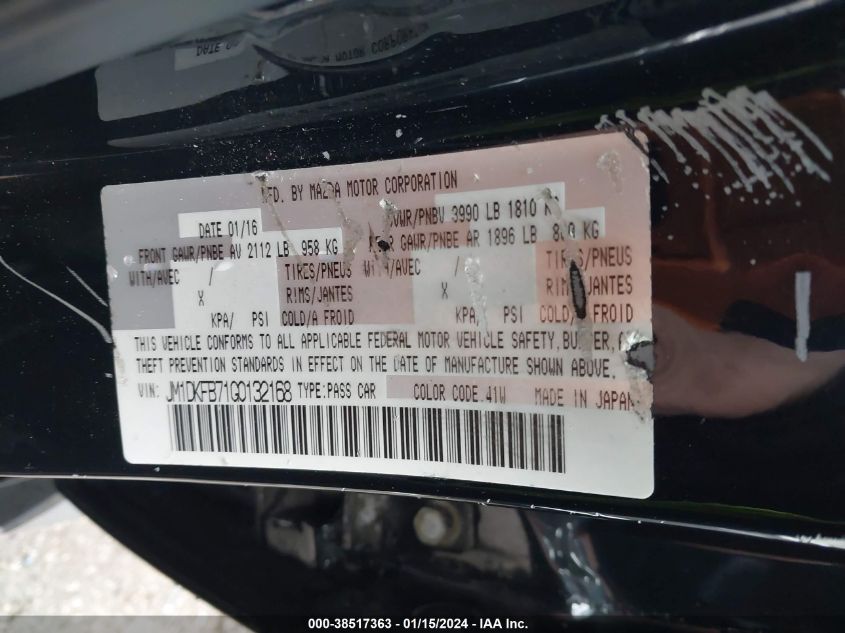 MFD. BY MAZDA MOTOR CORPORATION
DATE 01/16 GVWR/PNBV 3990 LB 1810 KG
FRONT GAWR/PNBE AV 2112 LB 958 KG REAR GAWR/PNBE AR 1896 LB KG
WITH/AVEC / TIRES/PNEUS WITH/AVEC / TIRES/PNEUS
X RIMS/JANTES X RIMS/JANTES
KPA/ PSI COLD/A FROID KPA/ PSI COLD/A FROID
THIS VEHICLE CONFORMS TO ALL APPLICABLE FEDERAL MOTOR VEHICLE SAFETY, BUMPER,
THEFT PREVENTION STANDARDS IN EFFECT ON THE DATE OF MANUFACTURE SHOWN ABOVE.
VIN: JM1DKFB71G0132168 TYPE:PASS CAR COLOR CODE.41W MADE IN JAPAN
000-38517363 - 01/15/2024 - IAA Inc.